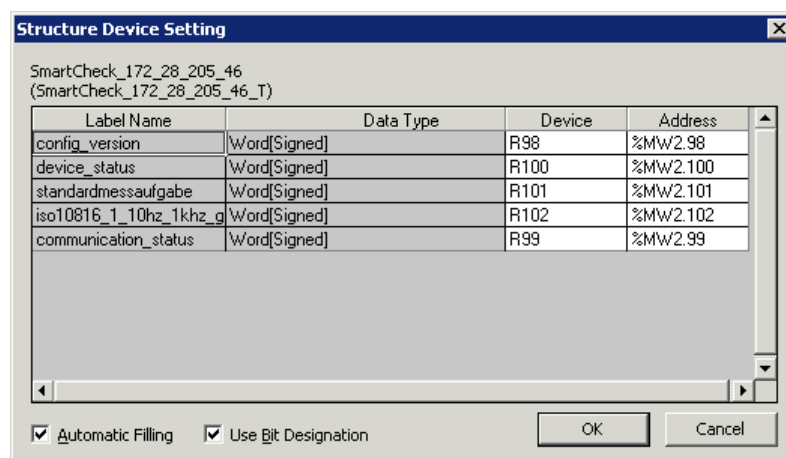 Structure Device Setting
SmartCheck_172_28_205_46
(SmartCheck_172_28_205_46_T)
Label Name Data Type Device Address
config_version Word[Signed] R98 %MW2.98
device_status Word[Signed] R100 %MW2.100
standardmessaufgabe Word[Signed] R101 %MW2.101
iso10816_1_10hz_1khz_g Word[Signed] R102 %MW2.102
communication_status Word[Signed] R99 %MW2.99
Automatic Filling Use Bit Designation OK Cancel